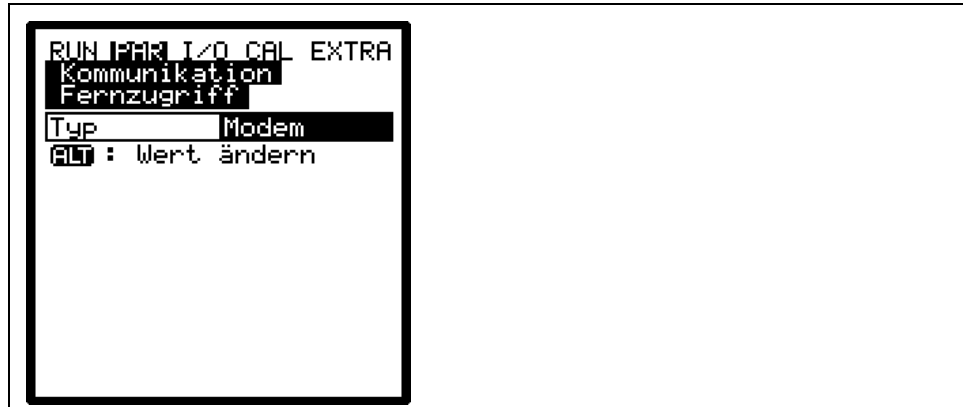 RUN PAR I/O CAL EXTRA
Kommunikation
Fernzugriff
Typ Modem
ALT : Wert ändern